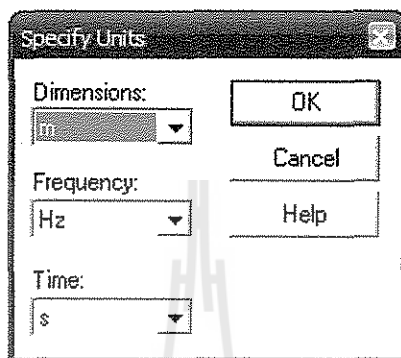 Specify Units
Dimensions:
m
OK
Cancel
Frequency:
Hz
Help
Time:
s